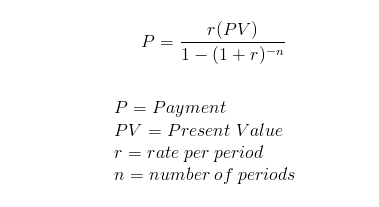 P = r(PV) / 1 − (1 + r)⁻ⁿ
P = Payment
PV = Present Value
r = rate per period
n = number of periods